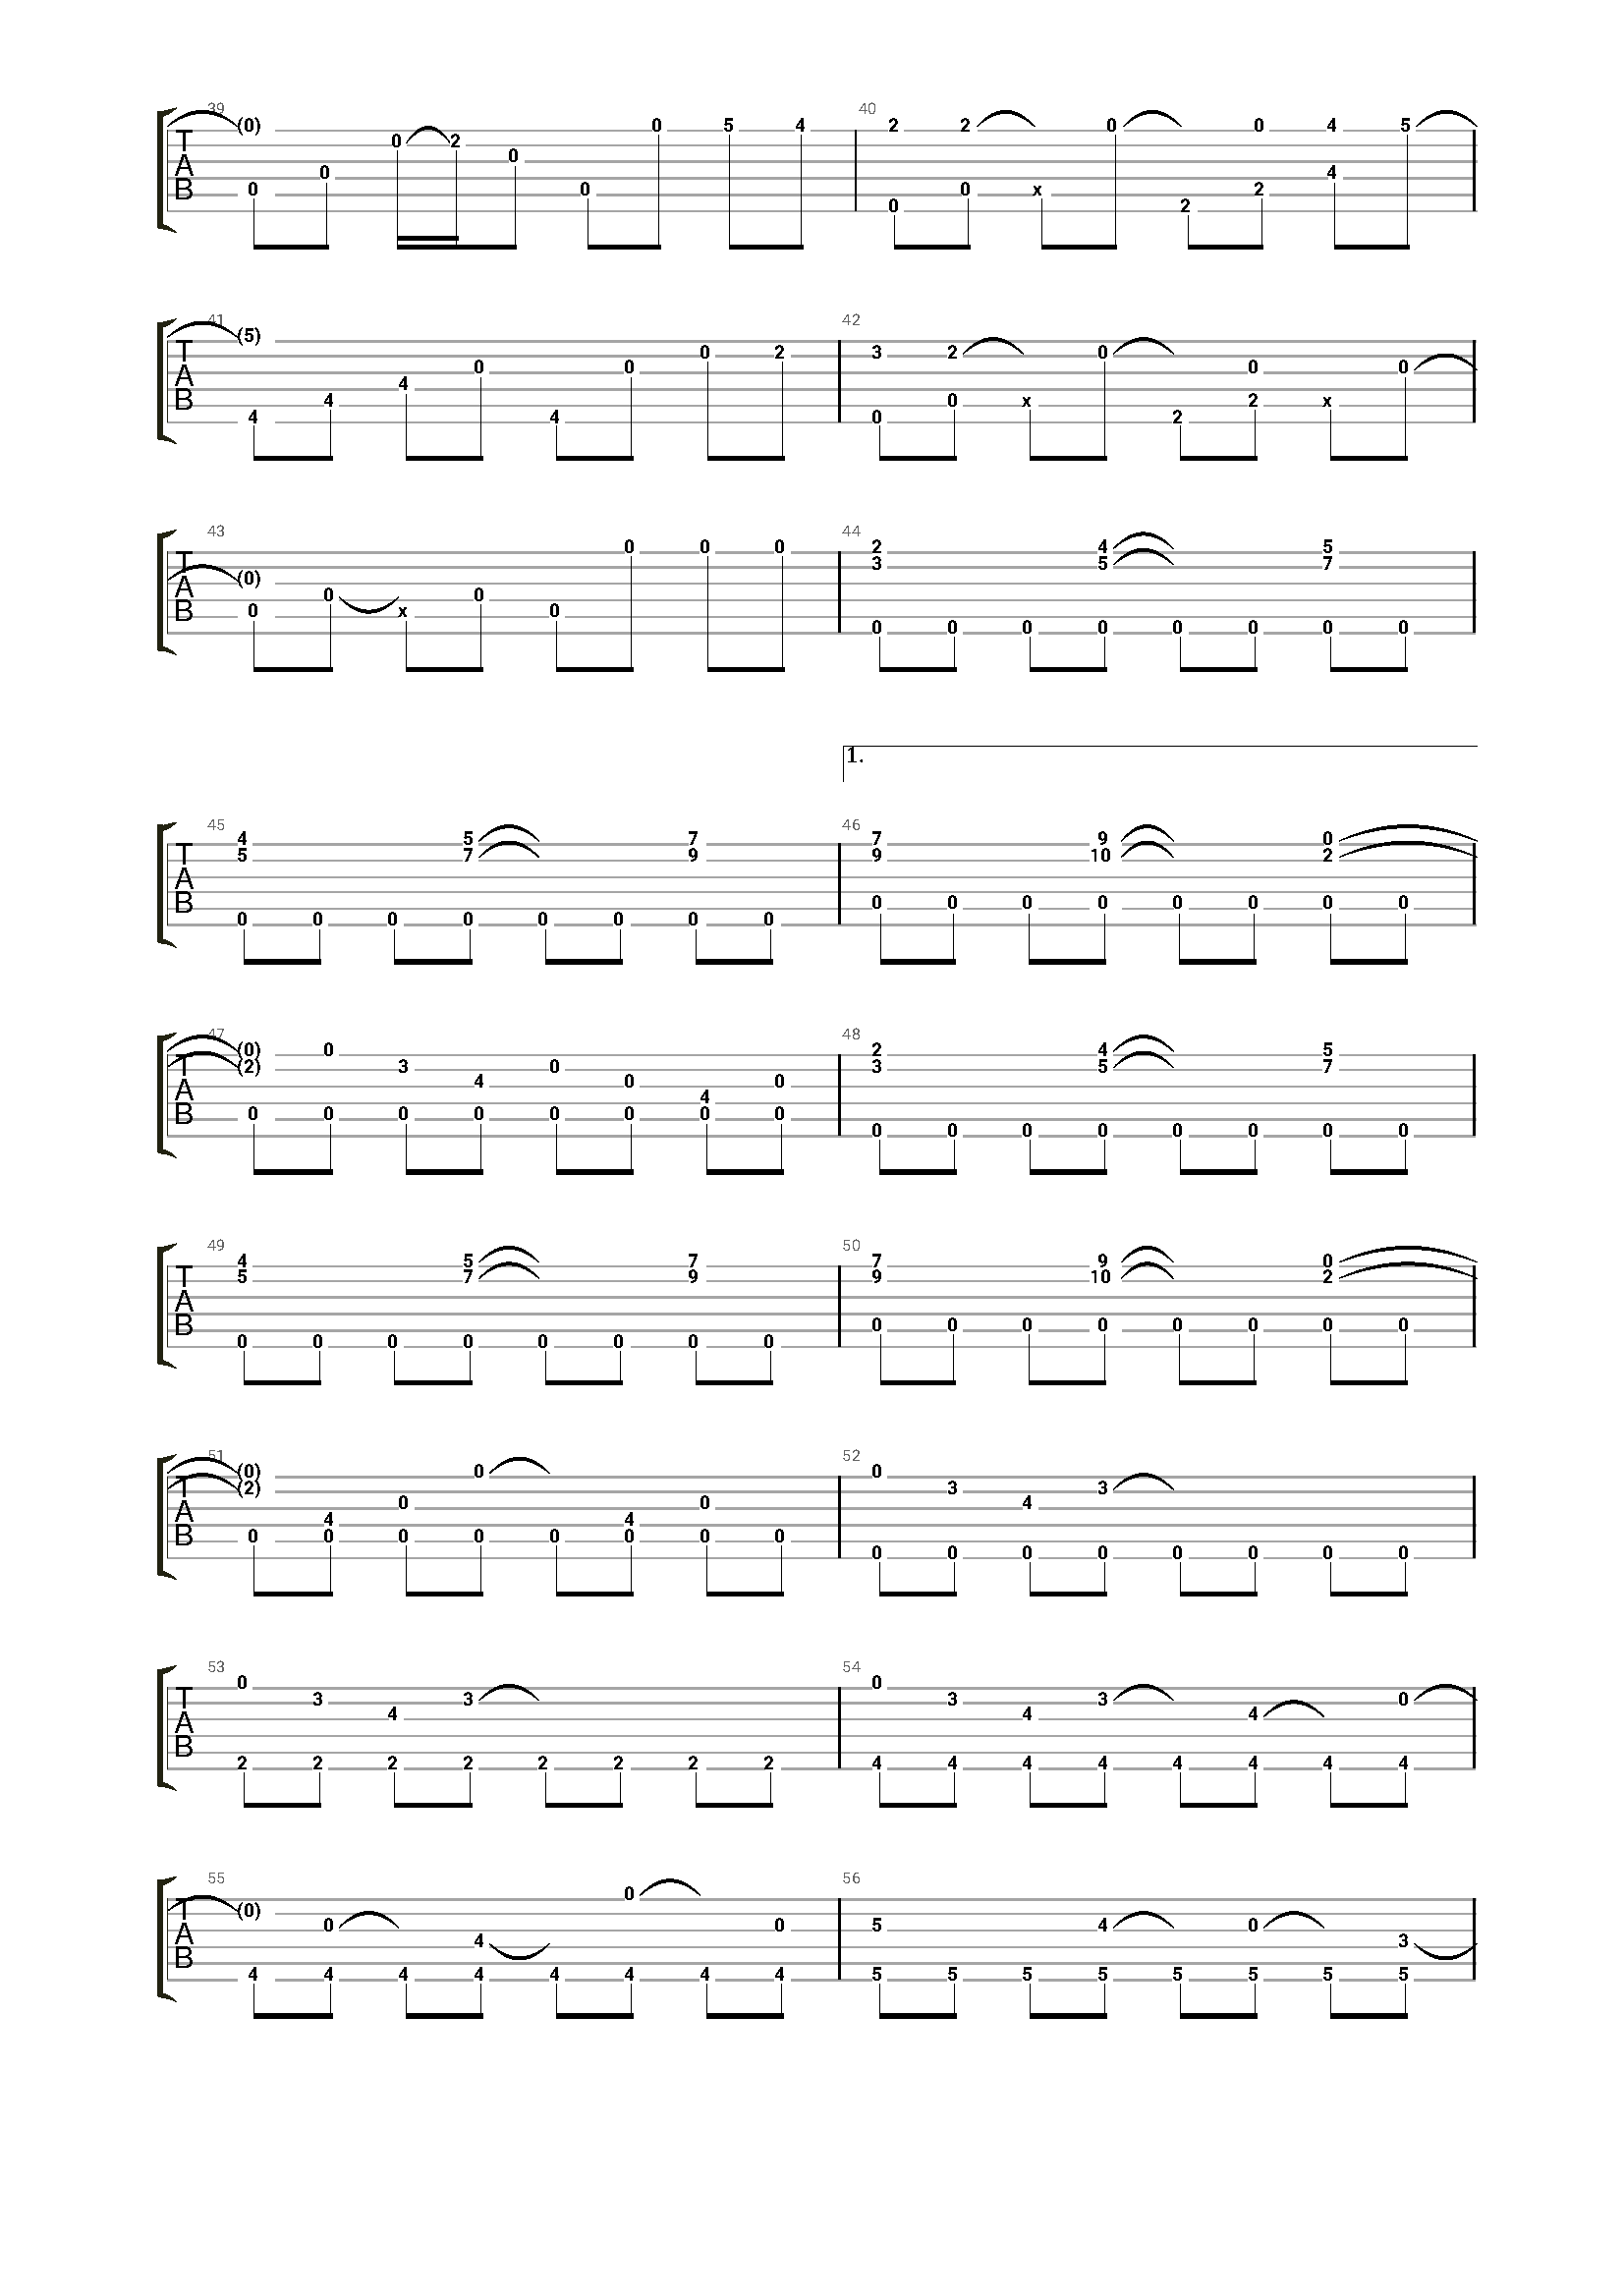 39 40
(0) 0 5 4 2 2 0 0 4 5
0 2
0
0 4
0 0 0 x 2
0 2
T A B
41 42
(5)
0 2 3 2 0
0 0 0 0
4
4 0 x 2 x
4 4 0 2
T A B
43 44
0 0 0 2 4 5
3 5 7
(0)
0 0
0 x 0
0 0 0 0 0 0 0 0
T A B
1.
45 46
4 5 7 7 9 0
5 7 9 9 10 2
0 0 0 0 0 0 0 0
0 0 0 0 0 0 0 0
T A B
47 48
(0) 0 2 4 5
(2) 3 0 3 5 7
4 0 0
4
0 0 0 0 0 0 0 0
0 0 0 0 0 0 0 0
T A B
49 50
4 5 7 7 9 0
5 7 9 9 10 2
0 0 0 0 0 0 0 0
0 0 0 0 0 0 0 0
T A B
51 52
(0) 0 0
(2) 3 3
0 0 4
4 4
0 0 0 0 0 0 0 0
0 0 0 0 0 0 0 0
T A B
53 54
0 0
3 3 3 3 0
4 4 4
2 2 2 2 2 2 2 2 4 4 4 4 4 4 4 4
T A B
55 56
0
(0)
0 0 5 4 0
4 3
4 4 4 4 4 4 4 4 5 5 5 5 5 5 5 5
T A B